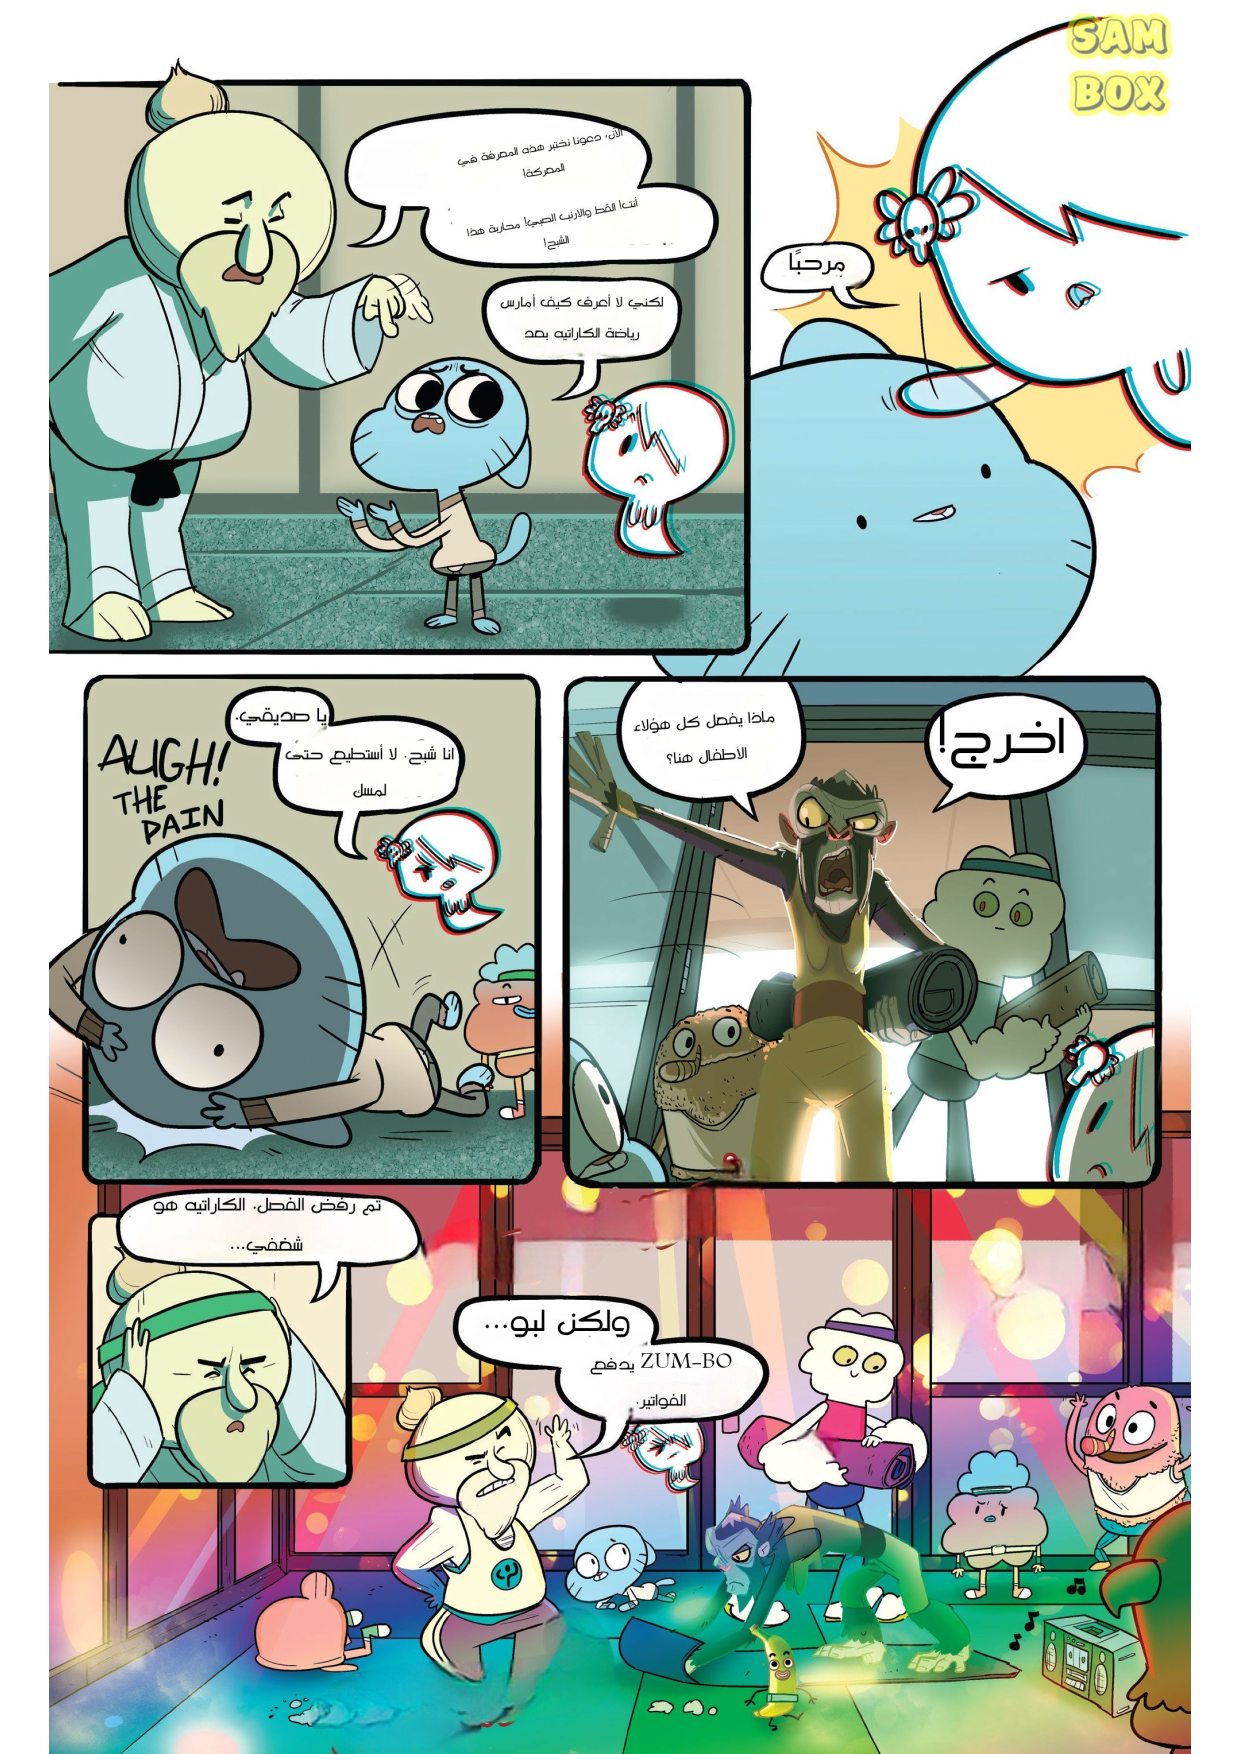 SAM
BOX
الآن، دعونا نختبر هذه المعرفة في
المعركة!
أنت! القط والأرنب الصبي! محاربة هذا
الشبح!
لكني لا أعرف كيف أمارس
رياضة الكاراتيه بعد
مرحبًا
يا صديقي.
انا شبح. لا أستطيع حتى
لمسك
AUGH!
THE
PAIN
ماذا يفعل كل هؤلاء
الأطفال هنا؟
اخرج!
تم رفض الفصل. الكاراتيه هو
شغفي...
ولكن لبو...
ZUM-BO يدفع
الفواتير.